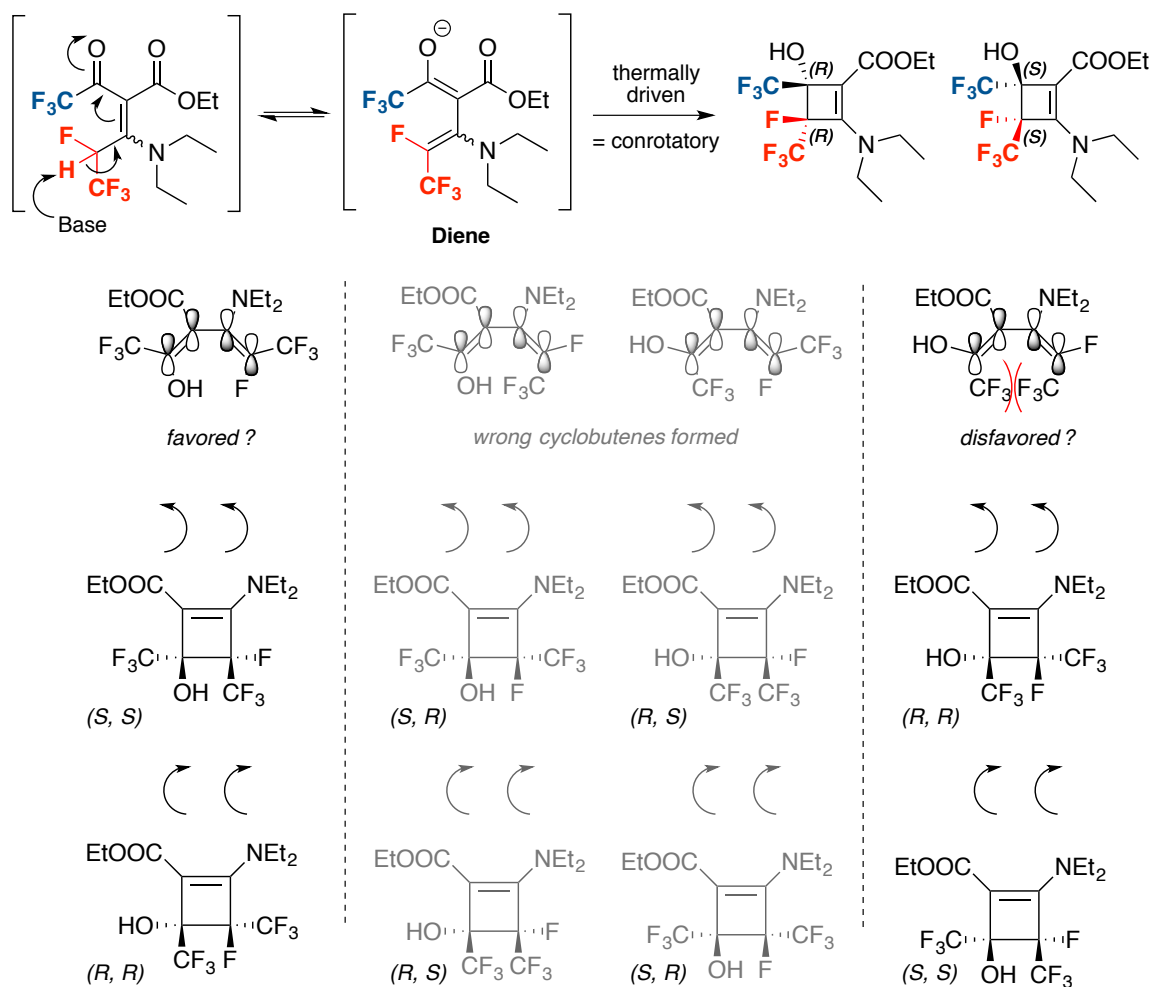 O O ⊖ O O HO (R) COOEt HO (S) COOEt
F3C OEt F3C OEt thermally driven F3C F3C
F H CF3 N F CF3 N = conrotatory F F3C (R) N F F3C (S) N
Base Diene
EtOOC NEt2 EtOOC NEt2 EtOOC NEt2 EtOOC NEt2
F3C CF3 F3C F HO CF3 HO F
OH F OH F3C CF3 F CF3 F3C
favored ? wrong cyclobutenes formed disfavored ?
EtOOC NEt2 EtOOC NEt2 EtOOC NEt2 EtOOC NEt2
F3C F F3C CF3 HO F HO CF3
OH CF3 OH F CF3 CF3 CF3 F
(S, S) (S, R) (R, S) (R, R)
EtOOC NEt2 EtOOC NEt2 EtOOC NEt2 EtOOC NEt2
HO CF3 HO F F3C CF3 F3C F
CF3 F CF3 CF3 OH F OH CF3
(R, R) (R, S) (S, R) (S, S)